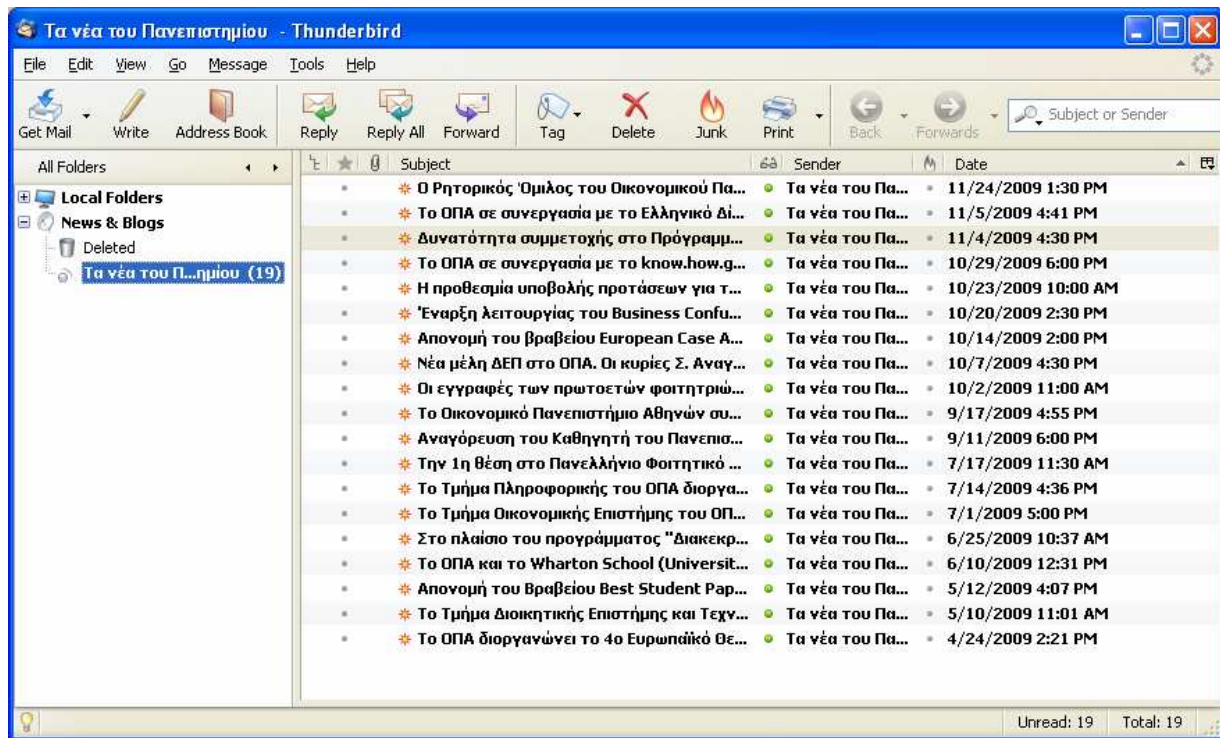 Τα νέα του Πανεπιστημίου - Thunderbird
File Edit View Go Message Tools Help
Get Mail Write Address Book Reply Reply All Forward Tag Delete Junk Print Back Forwards Subject or Sender
All Folders Subject Sender Date
Local Folders
News & Blogs
Deleted
Τα νέα του Π...ημίου (19)
Ο Ρητορικός Όμιλος του Οικονομικού Πα... Τα νέα του Πα... 11/24/2009 1:30 PM
Το ΟΠΑ σε συνεργασία με το Ελληνικό Δί... Τα νέα του Πα... 11/5/2009 4:41 PM
Δυνατότητα συμμετοχής στο Πρόγραμμ... Τα νέα του Πα... 11/4/2009 4:30 PM
Το ΟΠΑ σε συνεργασία με το know.how.g... Τα νέα του Πα... 10/29/2009 6:00 PM
Η προθεσμία υποβολής προτάσεων για τ... Τα νέα του Πα... 10/23/2009 10:00 AM
Έναρξη λειτουργίας του Business Confu... Τα νέα του Πα... 10/20/2009 2:30 PM
Απονομή του βραβείου European Case A... Τα νέα του Πα... 10/14/2009 2:00 PM
Νέα μέλη ΔΕΠ στο ΟΠΑ. Οι κυρίες Σ. Αναγ... Τα νέα του Πα... 10/7/2009 4:30 PM
Οι εγγραφές των πρωτοετών φοιτητριώ... Τα νέα του Πα... 10/2/2009 11:00 AM
Το Οικονομικό Πανεπιστήμιο Αθηνών συ... Τα νέα του Πα... 9/17/2009 4:55 PM
Αναγόρευση του Καθηγητή του Πανεπισ... Τα νέα του Πα... 9/11/2009 6:00 PM
Την 1η θέση στο Πανελλήνιο Φοιτητικό ... Τα νέα του Πα... 7/17/2009 11:30 AM
Το Τμήμα Πληροφορικής του ΟΠΑ διοργα... Τα νέα του Πα... 7/14/2009 4:36 PM
Το Τμήμα Οικονομικής Επιστήμης του ΟΠ... Τα νέα του Πα... 7/1/2009 5:00 PM
Στο πλαίσιο του προγράμματος "Διακεκρ... Τα νέα του Πα... 6/25/2009 10:37 AM
Το ΟΠΑ και το Wharton School (Universit... Τα νέα του Πα... 6/10/2009 12:31 PM
Απονομή του Βραβείου Best Student Pap... Τα νέα του Πα... 5/12/2009 4:07 PM
Το Τμήμα Διοικητικής Επιστήμης και Τεχν... Τα νέα του Πα... 5/10/2009 11:01 AM
Το ΟΠΑ διοργανώνει το 4ο Ευρωπαϊκό Θε... Τα νέα του Πα... 4/24/2009 2:21 PM
Unread: 19 Total: 19